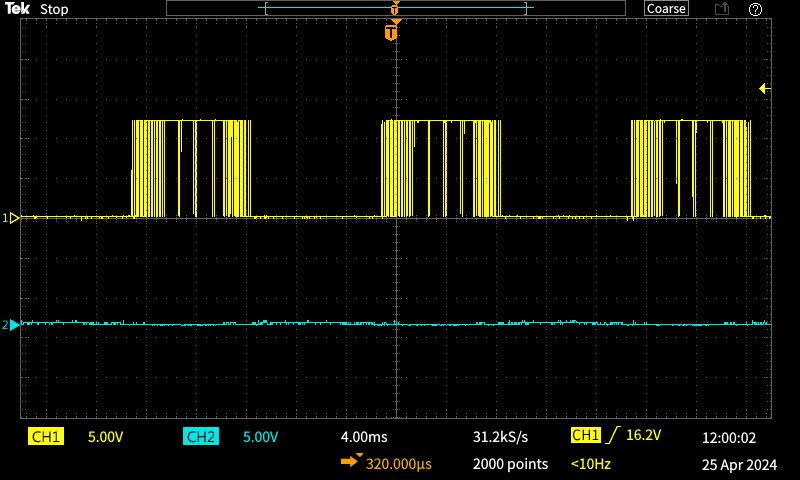 Tek Stop T Coarse ?
T
1
2
CH1 5.00V CH2 5.00V 4.00ms 31.2kS/s CH1 16.2V 12:00:02
320.000µs 2000 points <10Hz 25 Apr 2024